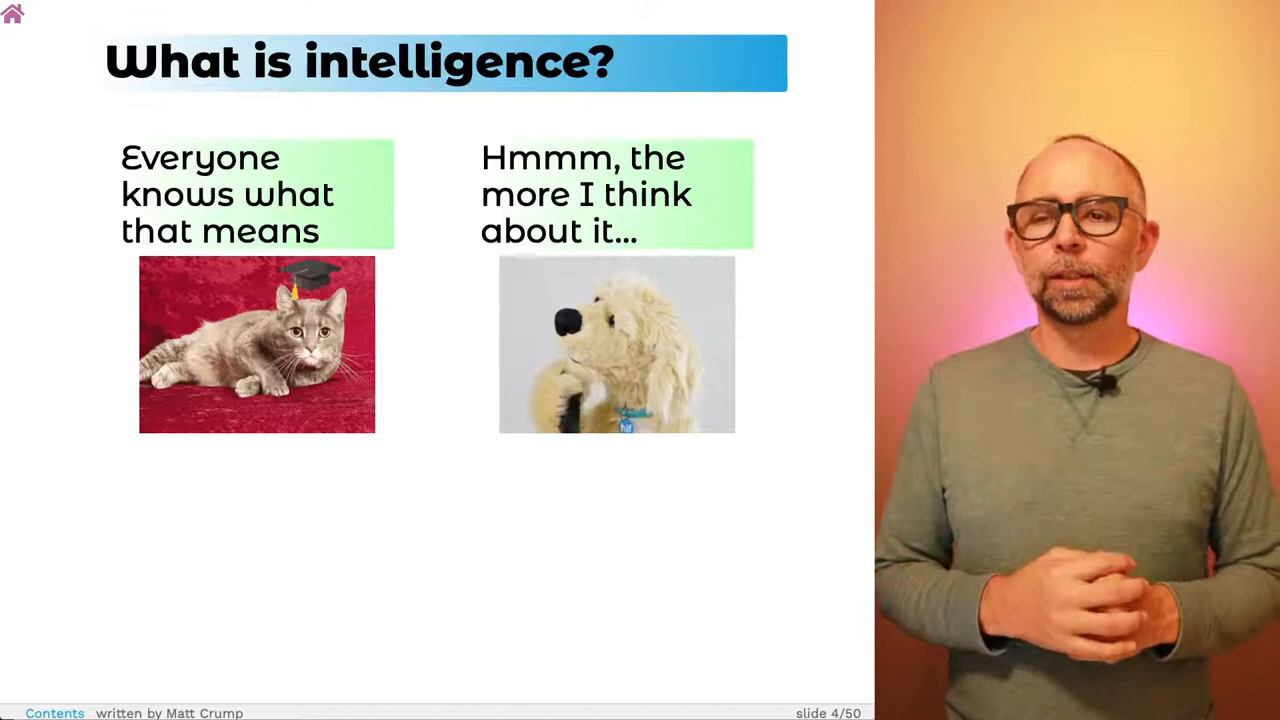 What is intelligence?
Everyone
knows what
that means
Hmmm, the
more I think
about it...
hif
Contents written by Matt Crump
slide 4/50